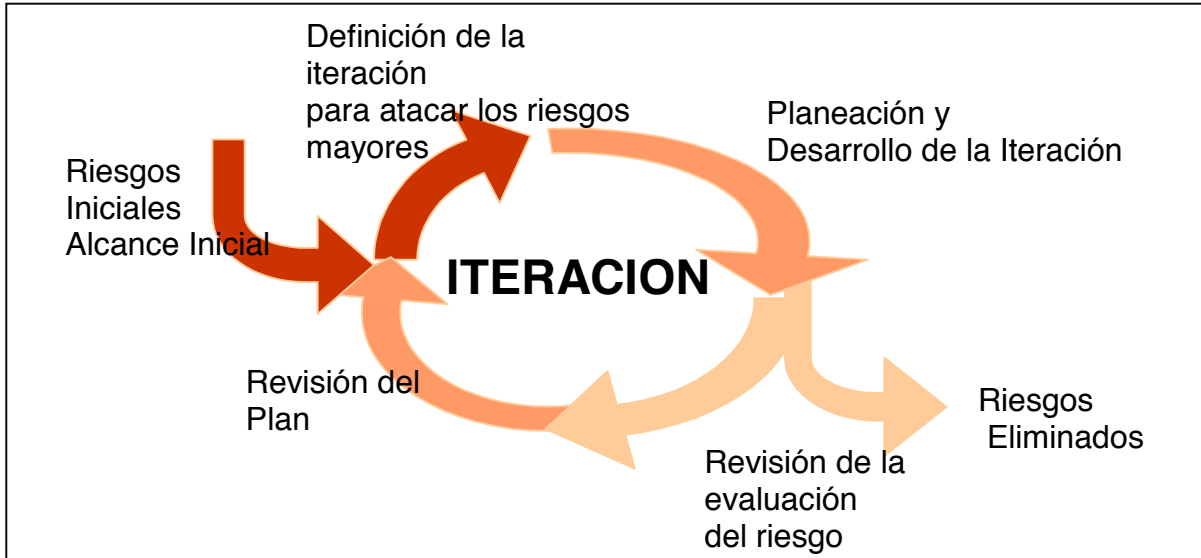 Definición de la
iteración
para atacar los riesgos
mayores
Planeación y
Desarrollo de la Iteración
Riesgos
Iniciales
Alcance Inicial
ITERACION
Revisión del
Plan
Riesgos
Eliminados
Revisión de la
evaluación
del riesgo